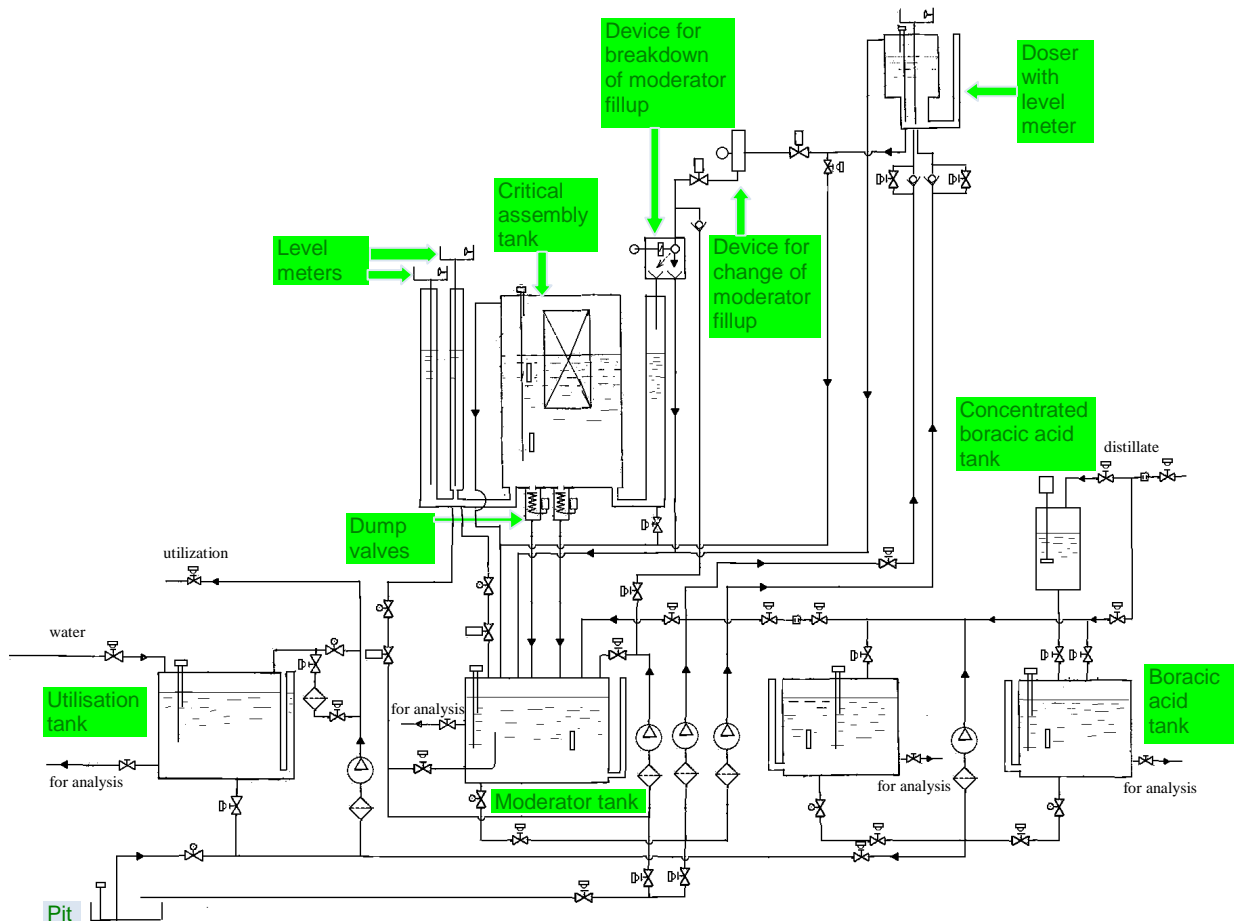 Device for
breakdown
of moderator
fillup
Doser
with
level
meter
Critical
assembly
tank
Level
meters
Device for
change of
moderator
fillup
Concentrated
boracic acid
tank
distillate
Dump
valves
utilization
water
Utilisation
tank
for analysis
Boracic
acid
tank
for analysis
for analysis
for analysis
Moderator tank
Pit